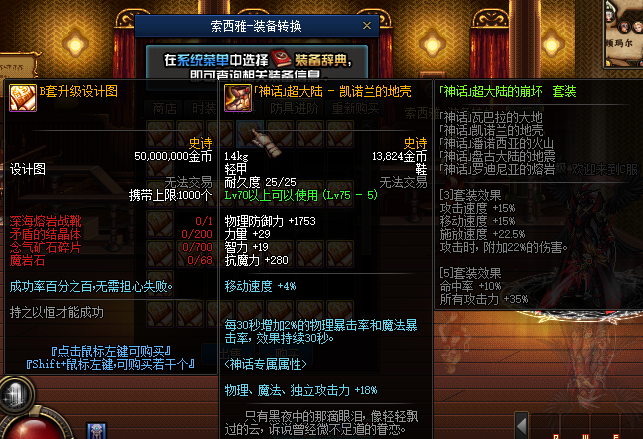 索西雅-装备转换
在系统菜单中选择 装备辞典,
即可查询相关装备信息
商店
时装
防具进阶
重新购买
B套升级设计图
史诗
50,000,000金币
设计图
无法交易
携带上限1000个
深海熔岩战靴 0/1
矛盾的结晶体 0/200
念气矿石碎片 0/700
魔岩石 0/68
成功率百分之百,无需担心失败。
持之以恒才能成功
『点击鼠标左键可购买』
『Shift+鼠标左键,可购买若干个』
「神话」超大陆 - 凯诺兰的地壳
史诗
1.4kg 13,824金币
轻甲 鞋
耐久度 25/25 无法交易
Lv70以上可以使用 (Lv75 - 5)
物理防御力 +1753
力量 +29
智力 +19
抗魔力 +280
移动速度 +4%
每30秒增加2%的物理暴击率和魔法暴
击率，效果持续30秒。
<神话专属属性>
物理、魔法、独立攻击力 +18%
只有黑夜中的那滴眼泪，像轻轻飘
过的云，诉说曾经微不足道的眷恋。
「神话」超大陆的崩坏 套装
「神话」瓦巴拉的大地
「神话」凯诺兰的地壳
「神话」潘诺西亚的火山
「神话」盘古大陆的地震
「神话」罗迪尼亚的熔岩
[3]套装效果
攻击速度 +15%
移动速度 +15%
施放速度 +22.5%
攻击时，附加22%的伤害。
[5]套装效果
命中率 +10%
所有攻击力 +35%
欢迎来到C服
顾玛尔